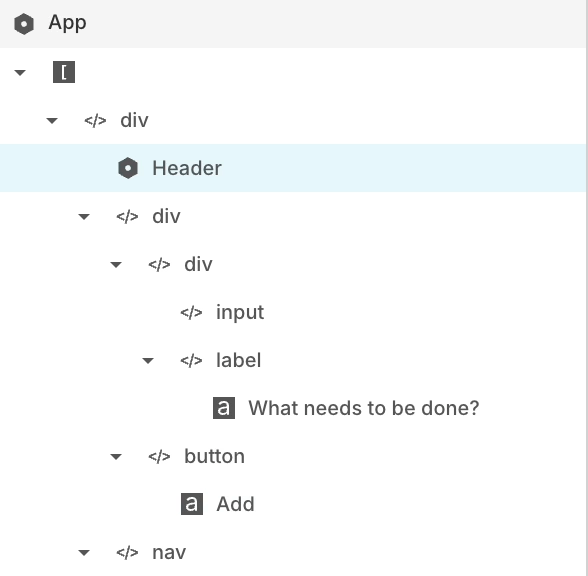 App
[
</> div
Header
</> div
</> div
</> input
</> label
a What needs to be done?
</> button
a Add
</> nav